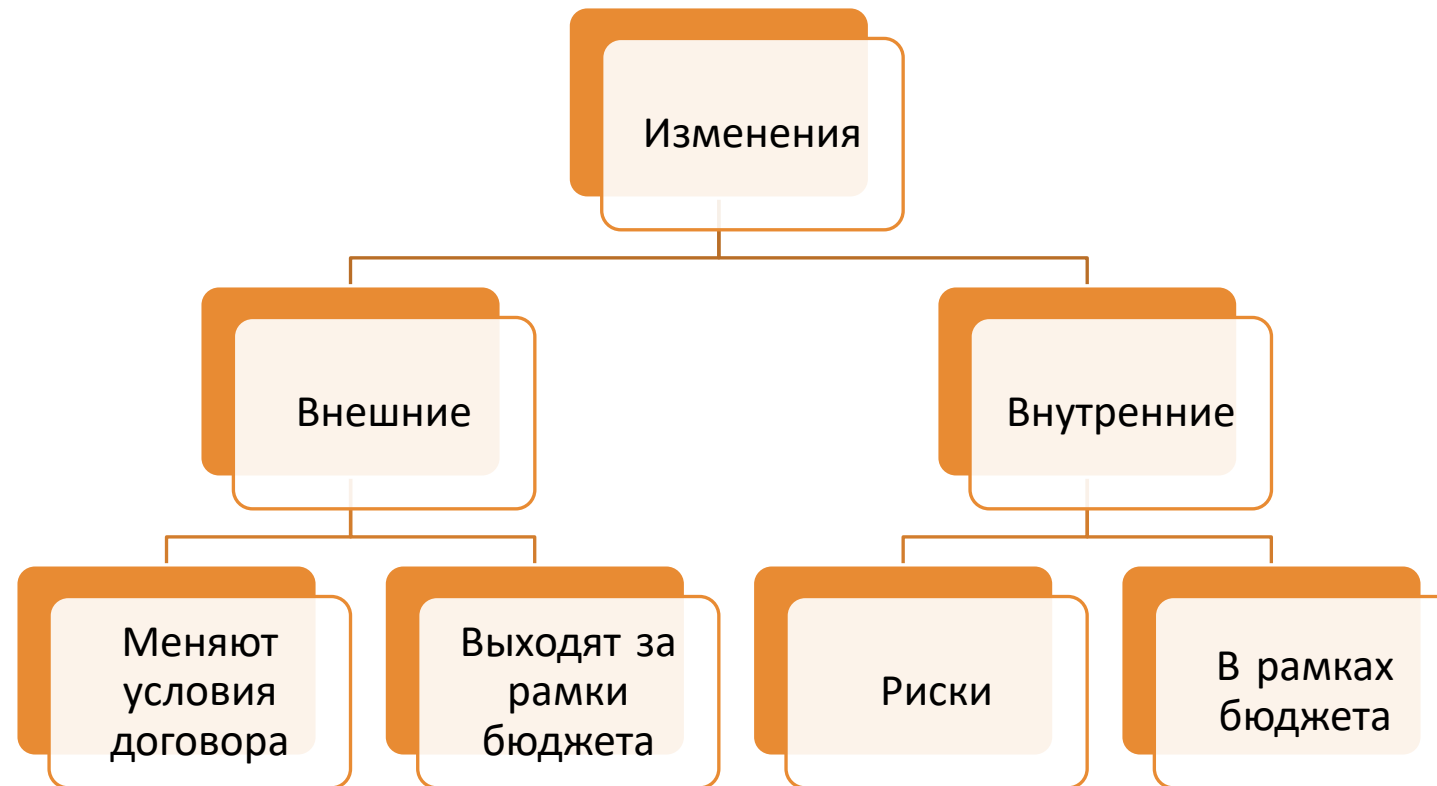 Изменения
Внешние
Внутренние
Меняют
условия
договора
Выходят за
рамки
бюджета
Риски
В рамках
бюджета